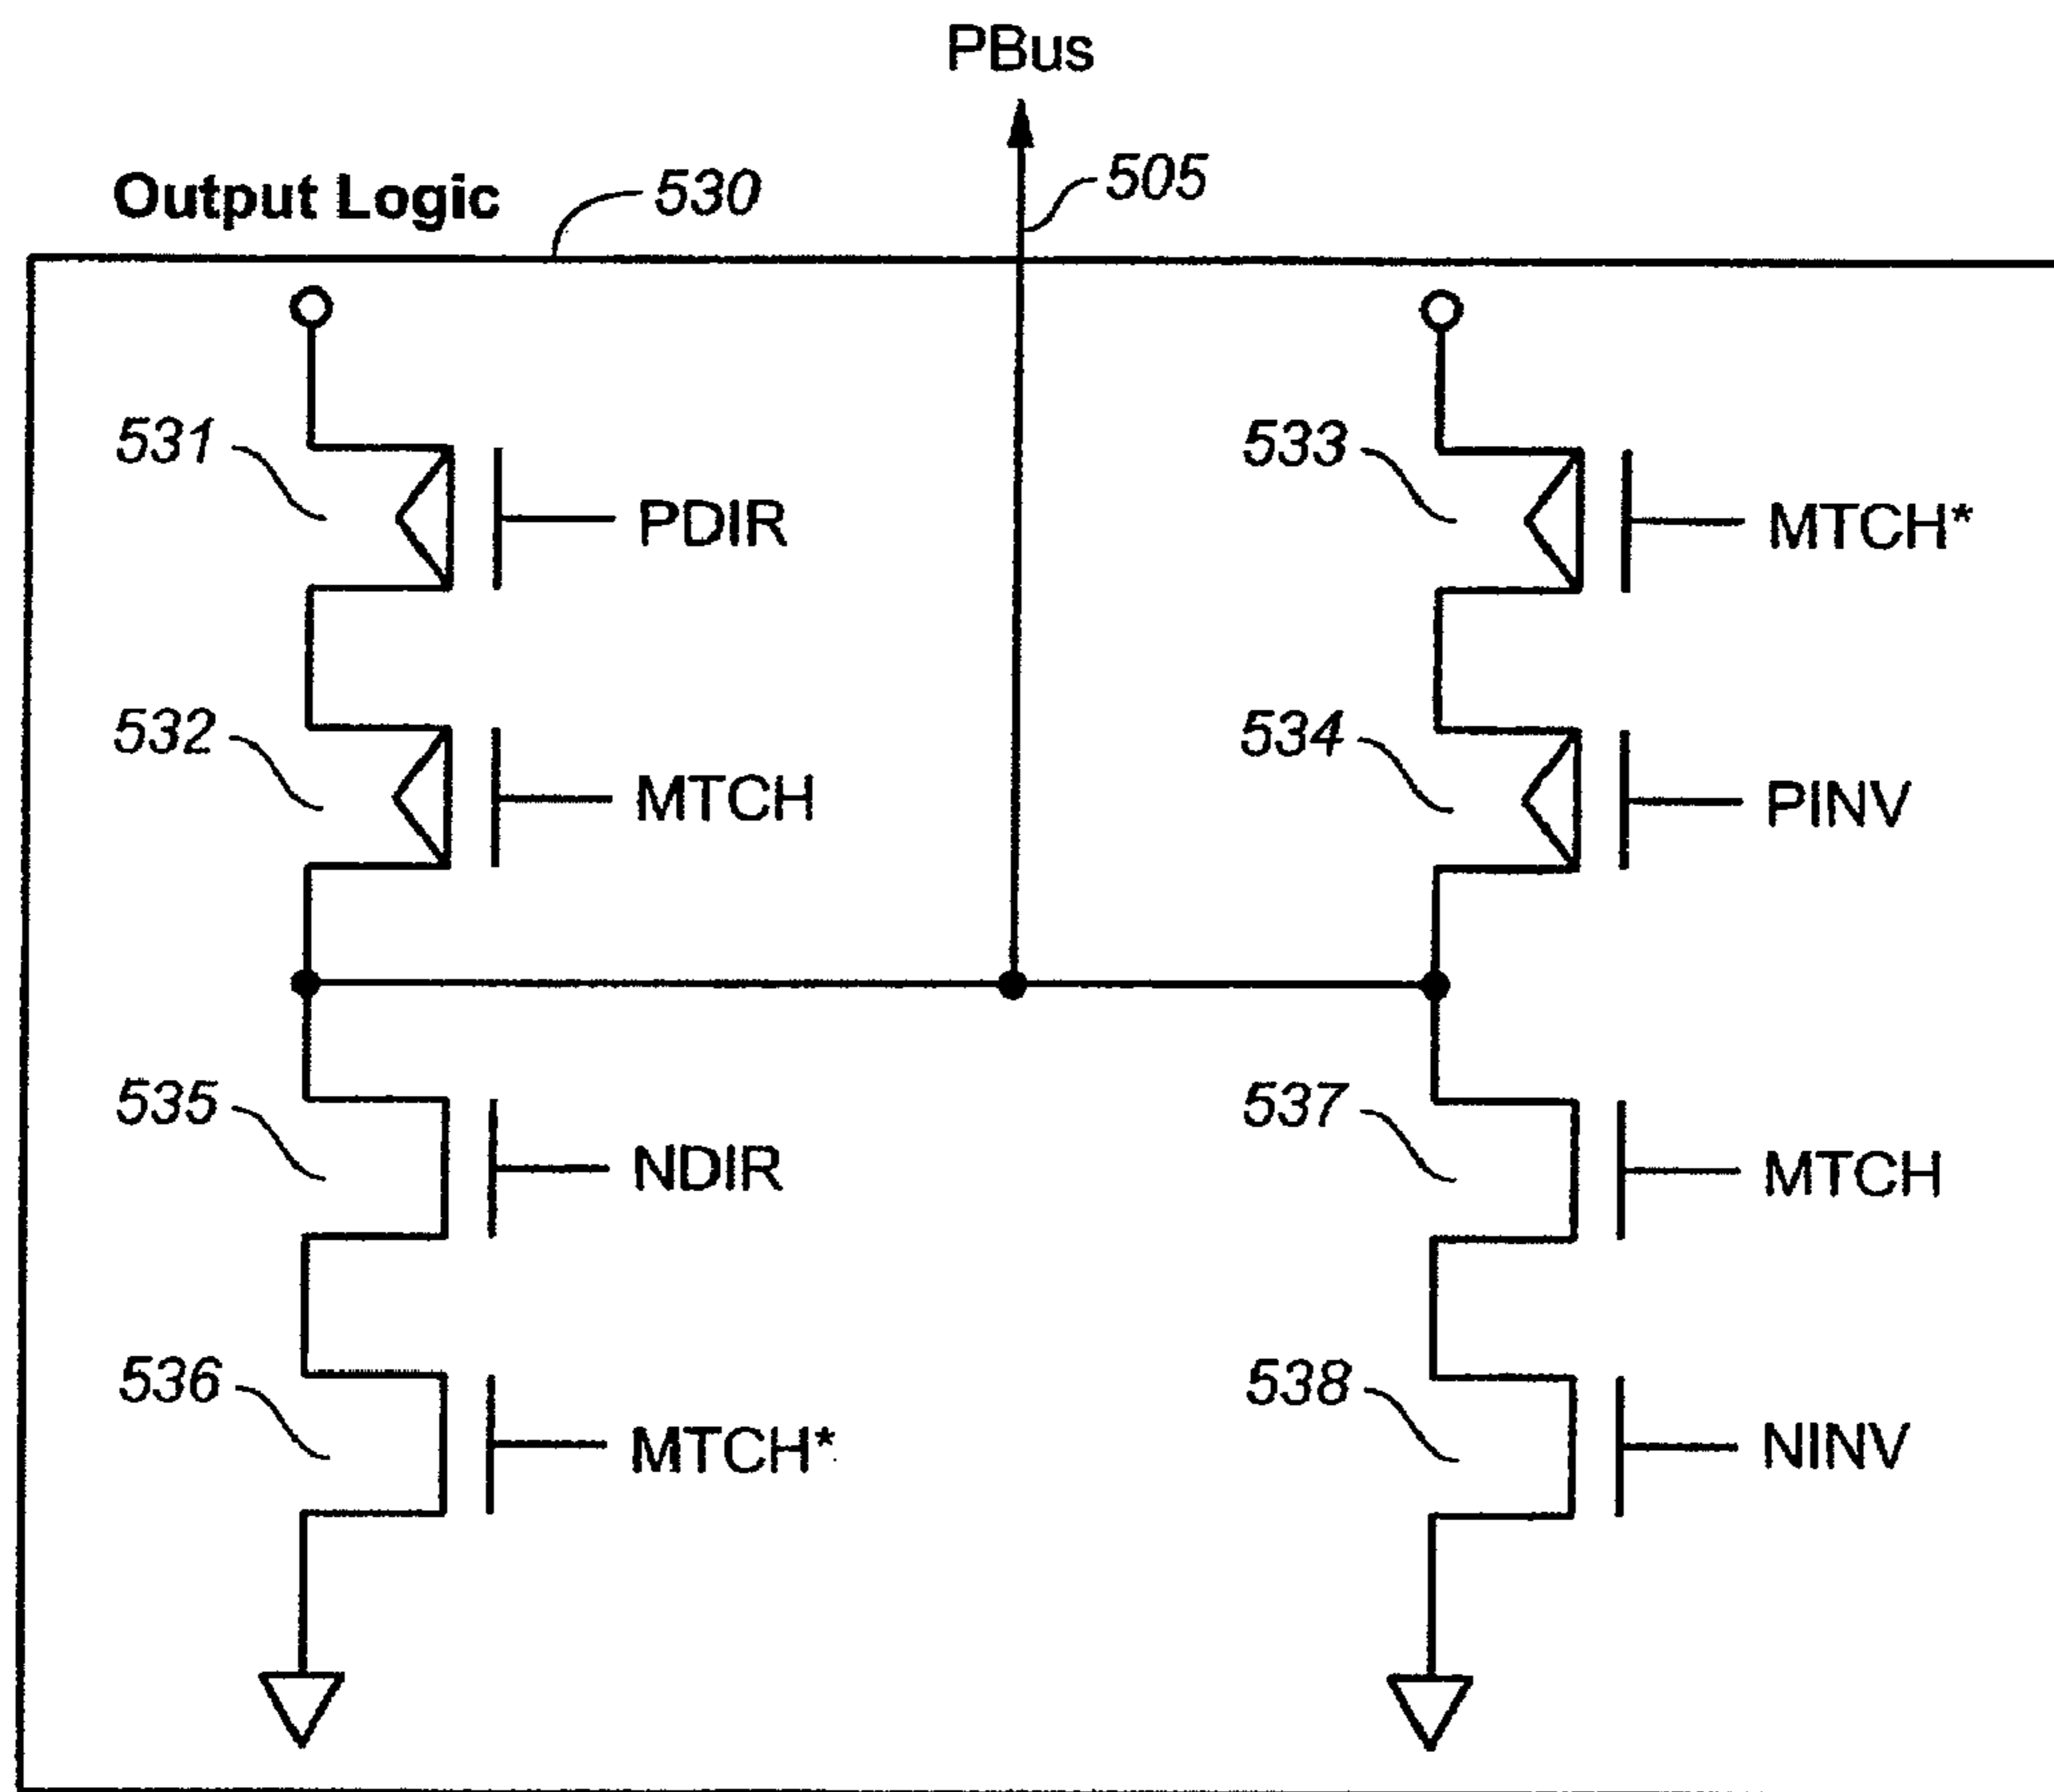 PBus
505
Output Logic
530
531
PDIR
533
MTCH*
532
MTCH
534
PINV
535
NDIR
537
MTCH
536
MTCH*
538
NINV